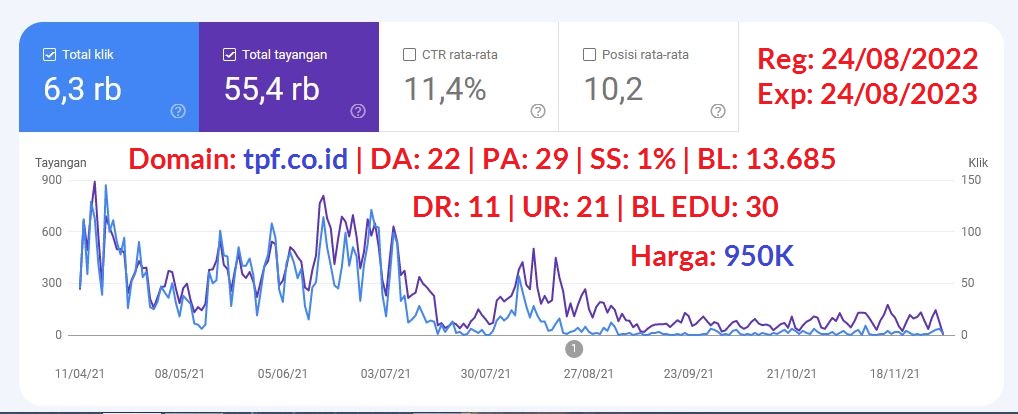 Total klik
6,3 rb
Total tayangan
55,4 rb
CTR rata-rata
11,4%
Posisi rata-rata
10,2
Reg: 24/08/2022
Exp: 24/08/2023
Tayangan
Domain: tpf.co.id | DA: 22 | PA: 29 | SS: 1% | BL: 13.685
Klik
900
150
DR: 11 | UR: 21 | BL EDU: 30
600
100
Harga: 950K
300
50
0
0
1
11/04/21 08/05/21 05/06/21 03/07/21 30/07/21 27/08/21 23/09/21 21/10/21 18/11/21